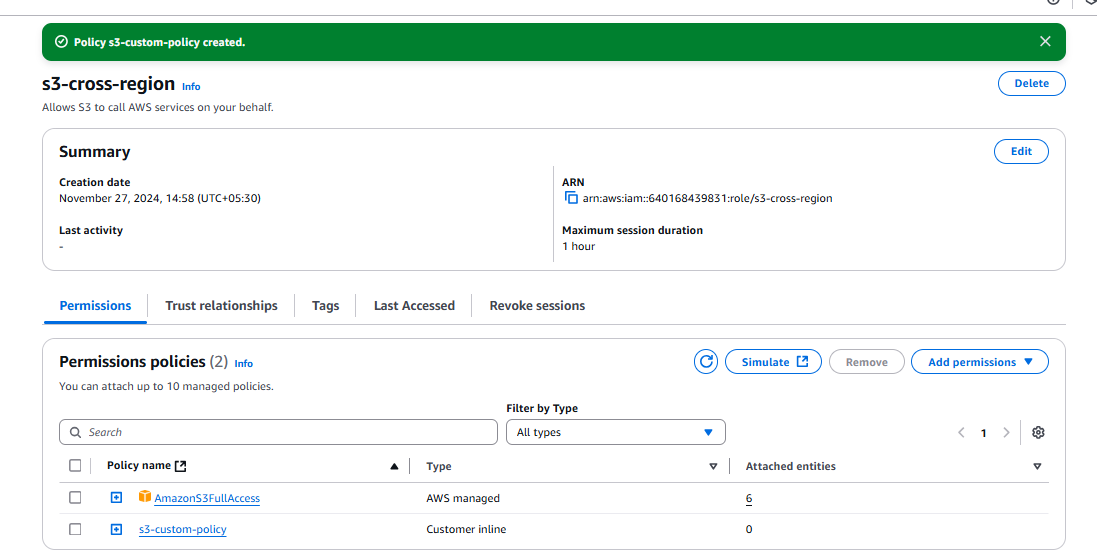 Policy s3-custom-policy created.
s3-cross-region Info
Delete
Allows S3 to call AWS services on your behalf.
Summary
Edit
Creation date
November 27, 2024, 14:58 (UTC+05:30)
ARN
arn:aws:iam::640168439831:role/s3-cross-region
Last activity
-
Maximum session duration
1 hour
Permissions
Trust relationships
Tags
Last Accessed
Revoke sessions
Permissions policies (2) Info
Simulate
Remove
Add permissions
You can attach up to 10 managed policies.
Filter by Type
Search
All types
1
Policy name
Type
Attached entities
AmazonS3FullAccess
AWS managed
6
s3-custom-policy
Customer inline
0